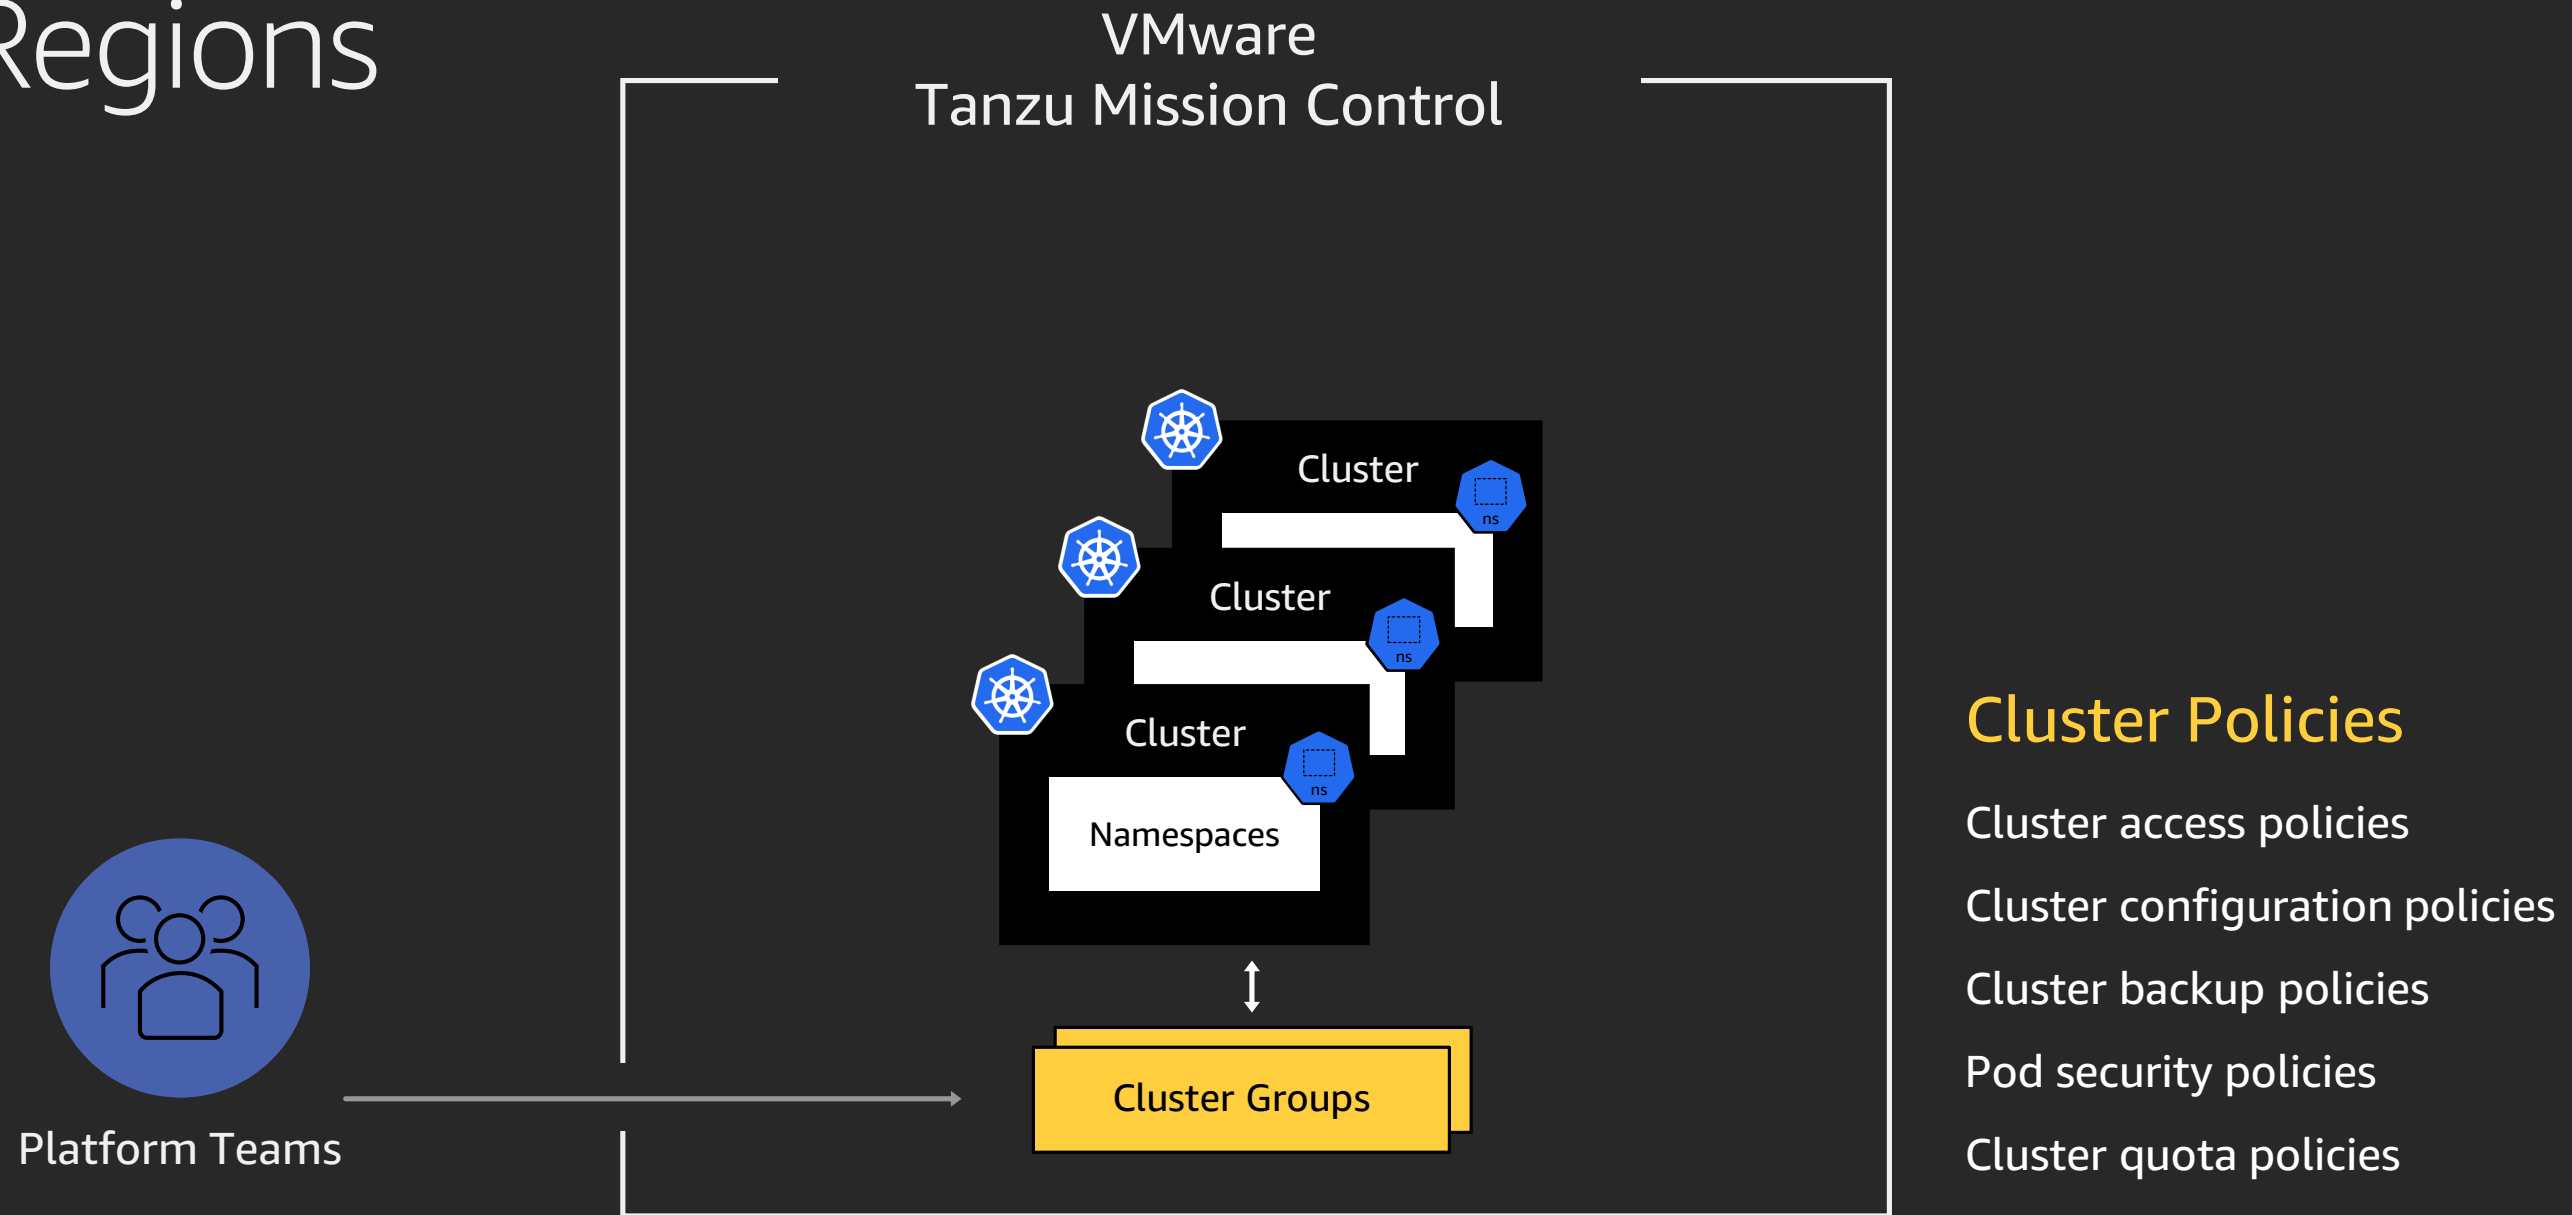 Regions
VMware
Tanzu Mission Control
Cluster
ns
Cluster
ns
Cluster
ns
Namespaces
Cluster Groups
Platform Teams
Cluster Policies
Cluster access policies
Cluster configuration policies
Cluster backup policies
Pod security policies
Cluster quota policies